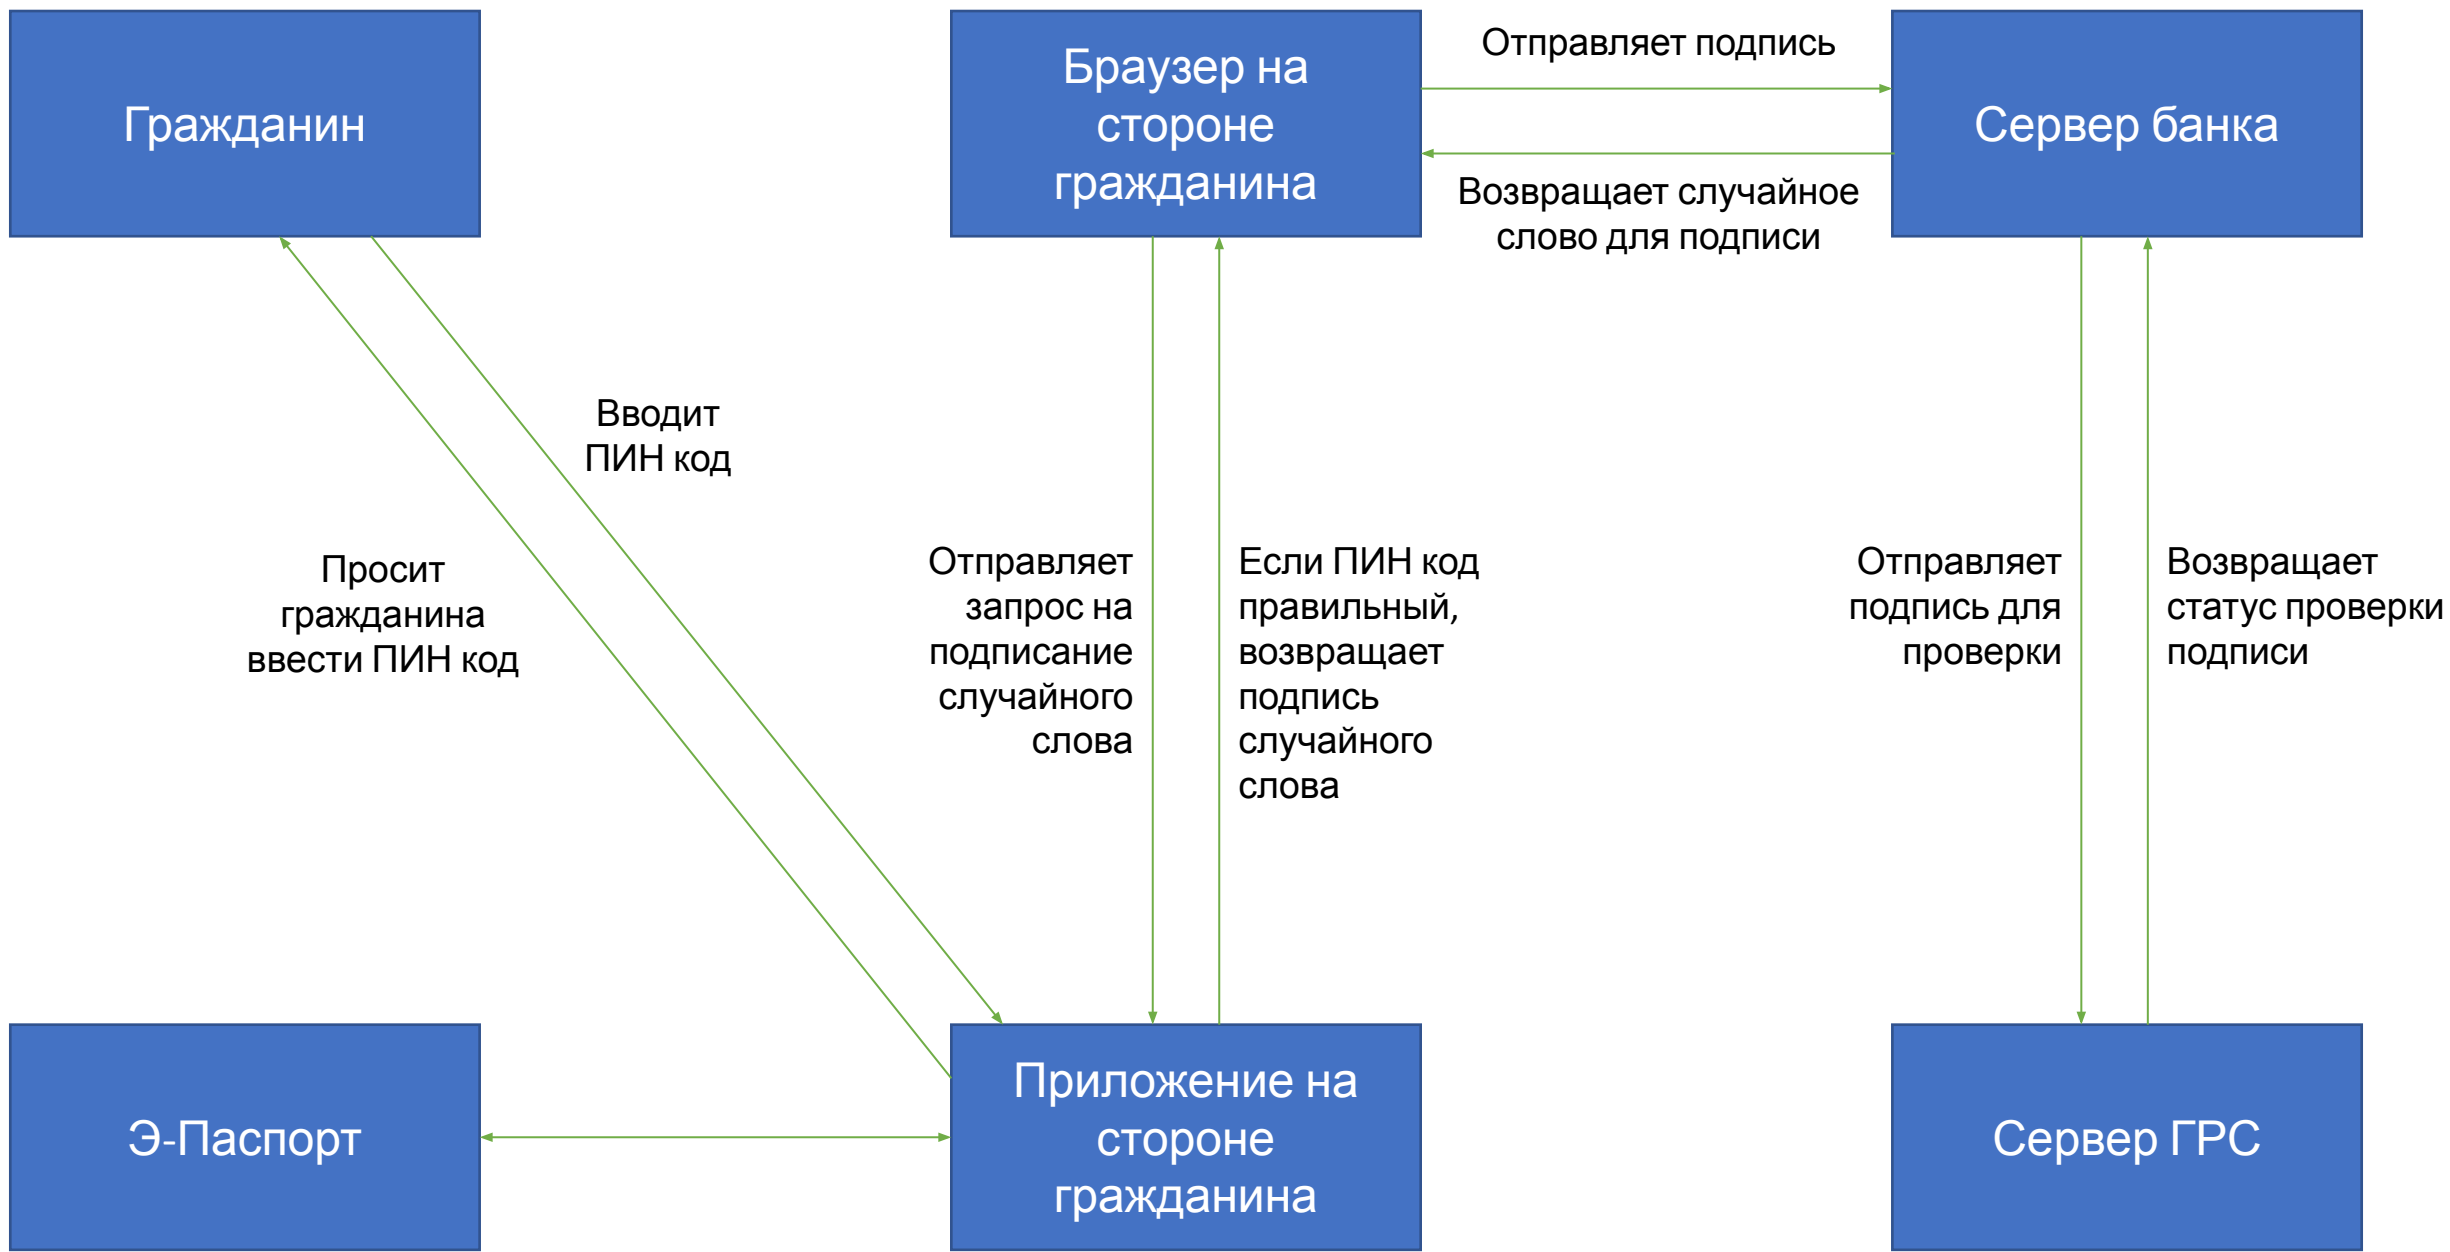 Гражданин
Браузер на
стороне
гражданина
Отправляет подпись
Возвращает случайное
слово для подписи
Сервер банка
Вводит
ПИН код
Просит
гражданина
ввести ПИН код
Отправляет
запрос на
подписание
случайного
слова
Если ПИН код
правильный,
возвращает
подпись
случайного
слова
Отправляет
подпись для
проверки
Возвращает
статус проверки
подписи
Э-Паспорт
Приложение на
стороне
гражданина
Сервер ГРС